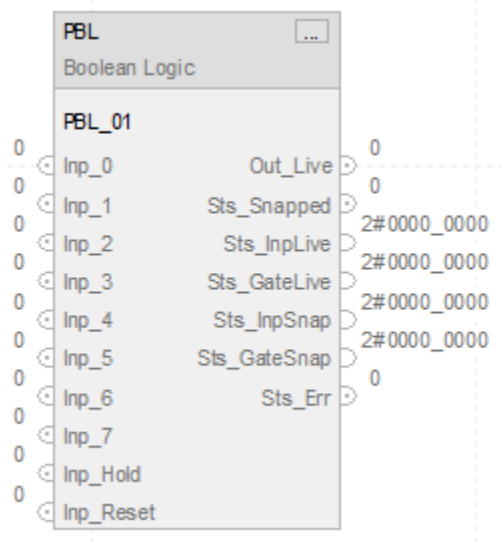 PBL ...
Boolean Logic
PBL_01
0 Inp_0 Out_Live 0
0 Inp_1 Sts_Snapped 0
0 Inp_2 Sts_InpLive 2#0000_0000
0 Inp_3 Sts_GateLive 2#0000_0000
0 Inp_4 Sts_InpSnap 2#0000_0000
0 Inp_5 Sts_GateSnap 2#0000_0000
0 Inp_6 Sts_Err 0
0 Inp_7
0 Inp_Hold
0 Inp_Reset